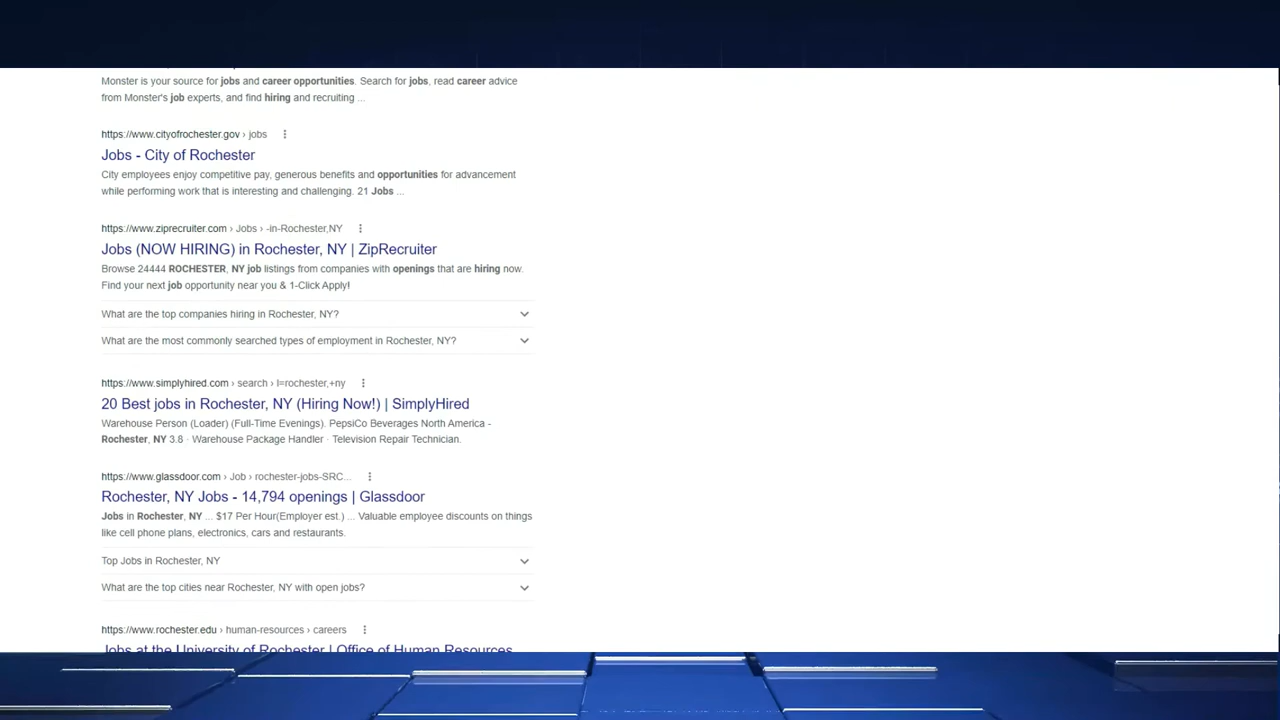 Monster is your source for jobs and career opportunities. Search for jobs, read career advice
from Monster's job experts, and find hiring and recruiting ...
https://www.cityofrochester.gov › jobs
Jobs - City of Rochester
City employees enjoy competitive pay, generous benefits and opportunities for advancement
while performing work that is interesting and challenging. 21 Jobs ...
https://www.ziprecruiter.com › Jobs › -in-Rochester,NY
Jobs (NOW HIRING) in Rochester, NY | ZipRecruiter
Browse 24444 ROCHESTER, NY job listings from companies with openings that are hiring now.
Find your next job opportunity near you & 1-Click Apply!
What are the top companies hiring in Rochester, NY?
What are the most commonly searched types of employment in Rochester, NY?
https://www.simplyhired.com › search › l=rochester,+ny
20 Best jobs in Rochester, NY (Hiring Now!) | SimplyHired
Warehouse Person (Loader) (Full-Time Evenings). PepsiCo Beverages North America -
Rochester, NY 3.8 · Warehouse Package Handler · Television Repair Technician.
https://www.glassdoor.com › Job › rochester-jobs-SRC...
Rochester, NY Jobs - 14,794 openings | Glassdoor
Jobs in Rochester, NY ... $17 Per Hour(Employer est.) ... Valuable employee discounts on things
like cell phone plans, electronics, cars and restaurants.
Top Jobs in Rochester, NY
What are the top cities near Rochester, NY with open jobs?
https://www.rochester.edu › human-resources › careers
Jobs at the University of Rochester | Office of Human Resources